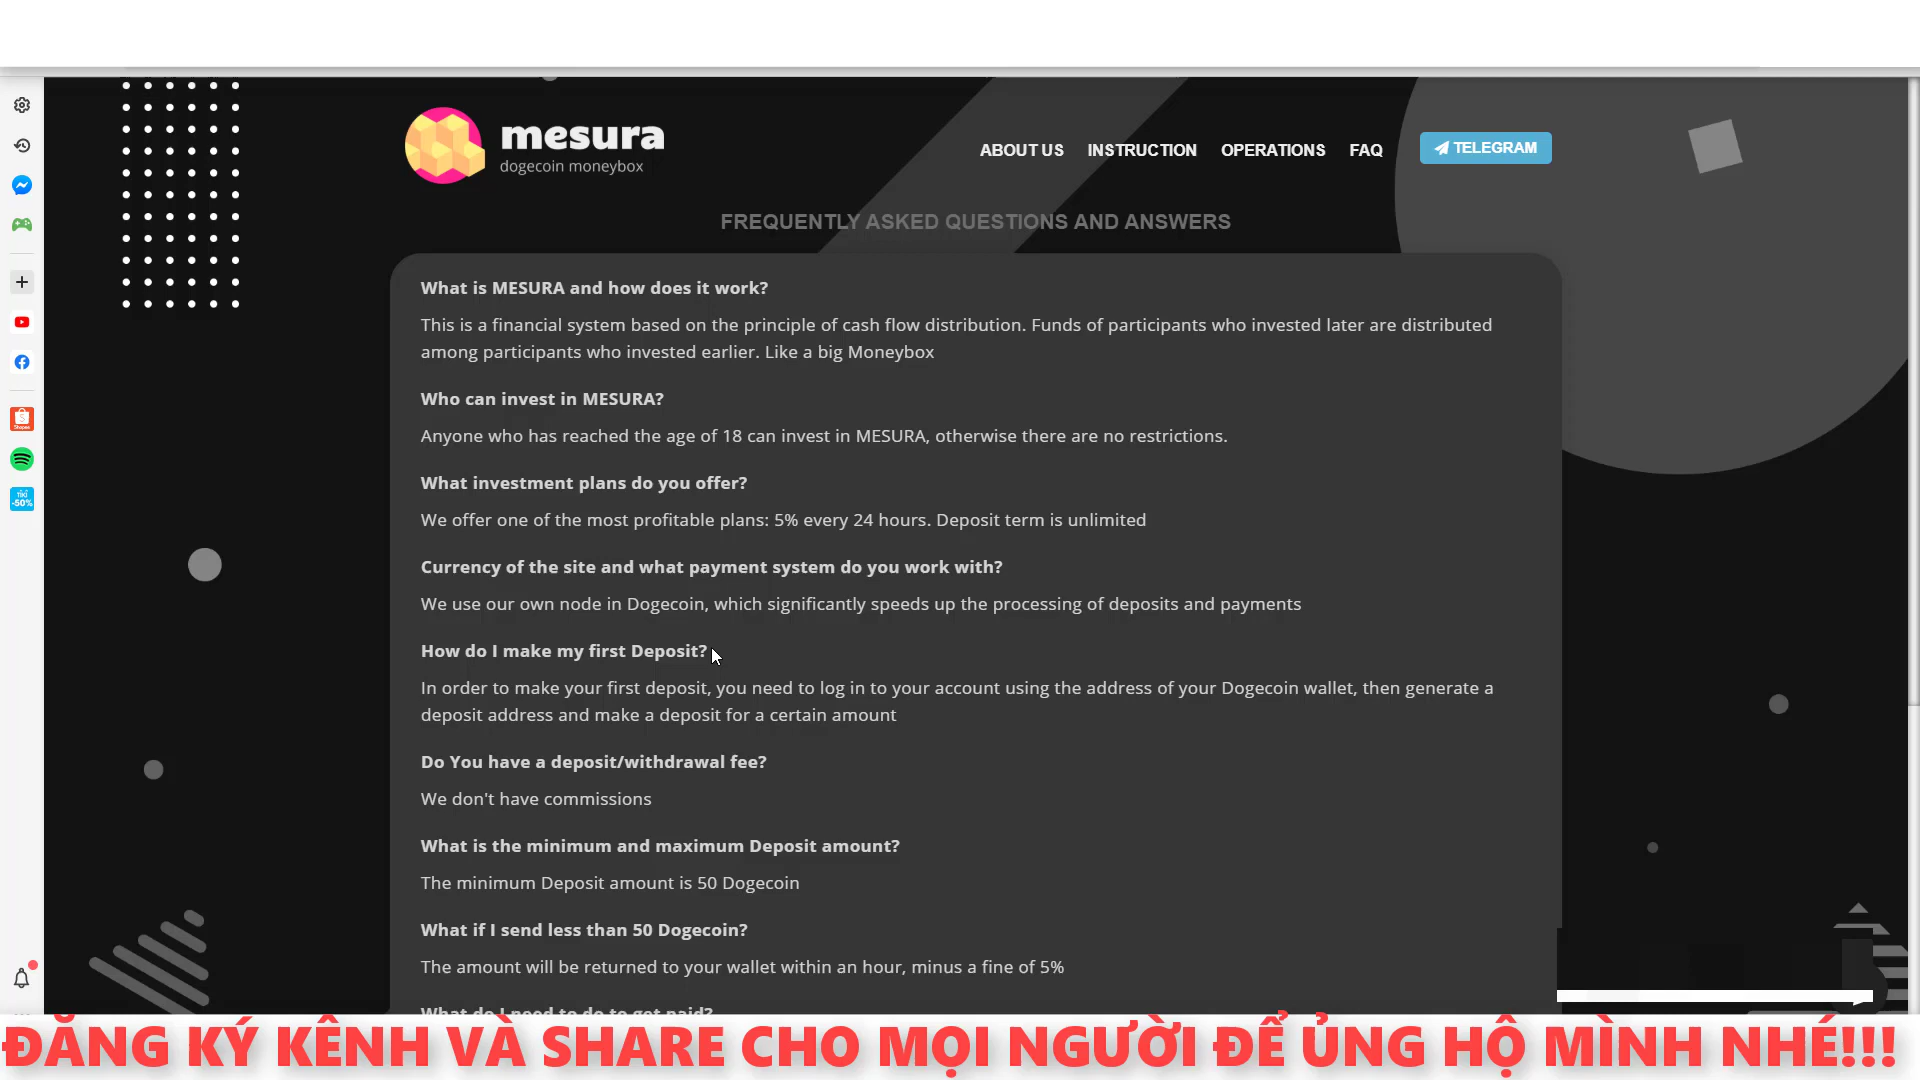 mesura
dogecoin moneybox
ABOUT US
INSTRUCTION
OPERATIONS
FAQ
TELEGRAM
FREQUENTLY ASKED QUESTIONS AND ANSWERS
What is MESURA and how does it work?
This is a financial system based on the principle of cash flow distribution. Funds of participants who invested later are distributed
among participants who invested earlier. Like a big Moneybox
Who can invest in MESURA?
Anyone who has reached the age of 18 can invest in MESURA, otherwise there are no restrictions.
What investment plans do you offer?
We offer one of the most profitable plans: 5% every 24 hours. Deposit term is unlimited
Currency of the site and what payment system do you work with?
We use our own node in Dogecoin, which significantly speeds up the processing of deposits and payments
How do I make my first Deposit?
In order to make your first deposit, you need to log in to your account using the address of your Dogecoin wallet, then generate a
deposit address and make a deposit for a certain amount
Do You have a deposit/withdrawal fee?
We don't have commissions
What is the minimum and maximum Deposit amount?
The minimum Deposit amount is 50 Dogecoin
What if I send less than 50 Dogecoin?
The amount will be returned to your wallet within an hour, minus a fine of 5%
What do I need to do to get paid?
Shopee
TIKI
-50%
ĐĂNG KÝ KÊNH VÀ SHARE CHO MỌI NGƯỜI ĐỂ ỦNG HỘ MÌNH NHÉ!!!